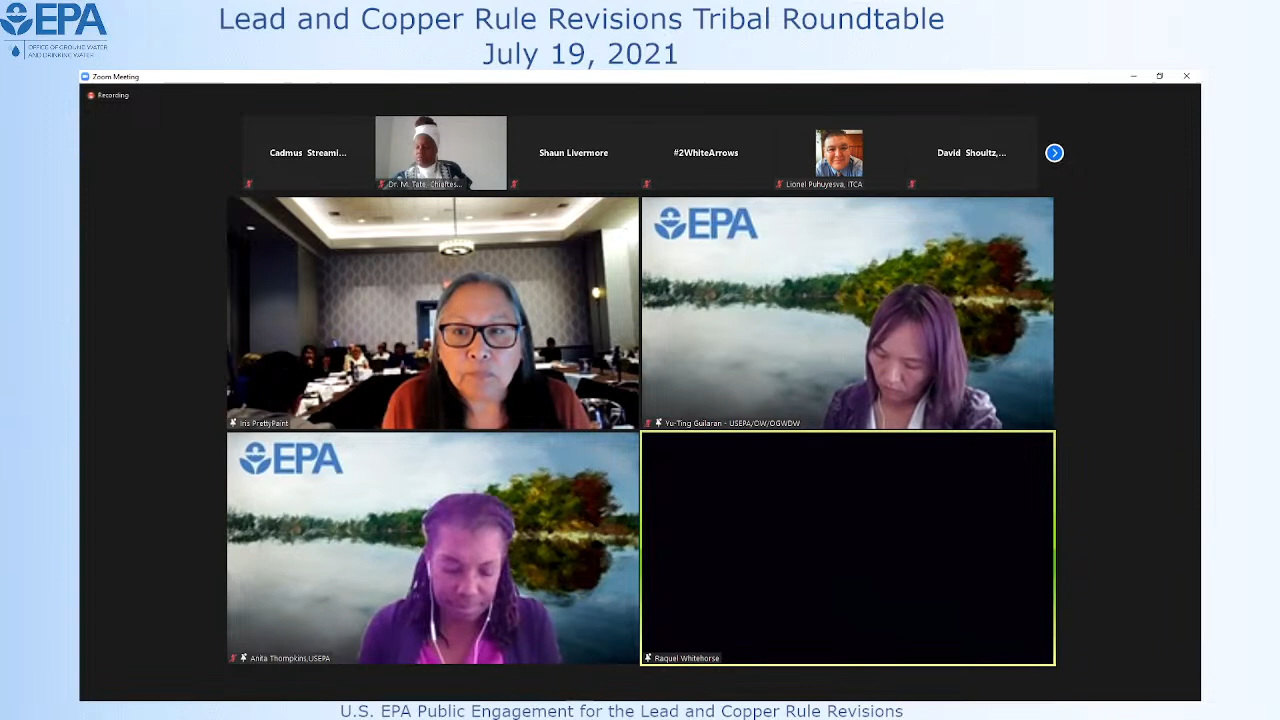 EPA
OFFICE OF GROUND WATER
AND DRINKING WATER
Lead and Copper Rule Revisions Tribal Roundtable
July 19, 2021
Zoom Meeting
Recording
Cadmus Streami...
Dr. M. Tate, Chieftes...
Shaun Livermore
#2WhiteArrows
Lionel Puhuyesva, ITCA
David Shoultz,...
Iris PrettyPaint
EPA
Yu-Ting Guilaran - USEPA/OW/OGWDW
EPA
Anita Thompkins,USEPA
Raquel Whitehorse
U.S. EPA Public Engagement for the Lead and Copper Rule Revisions